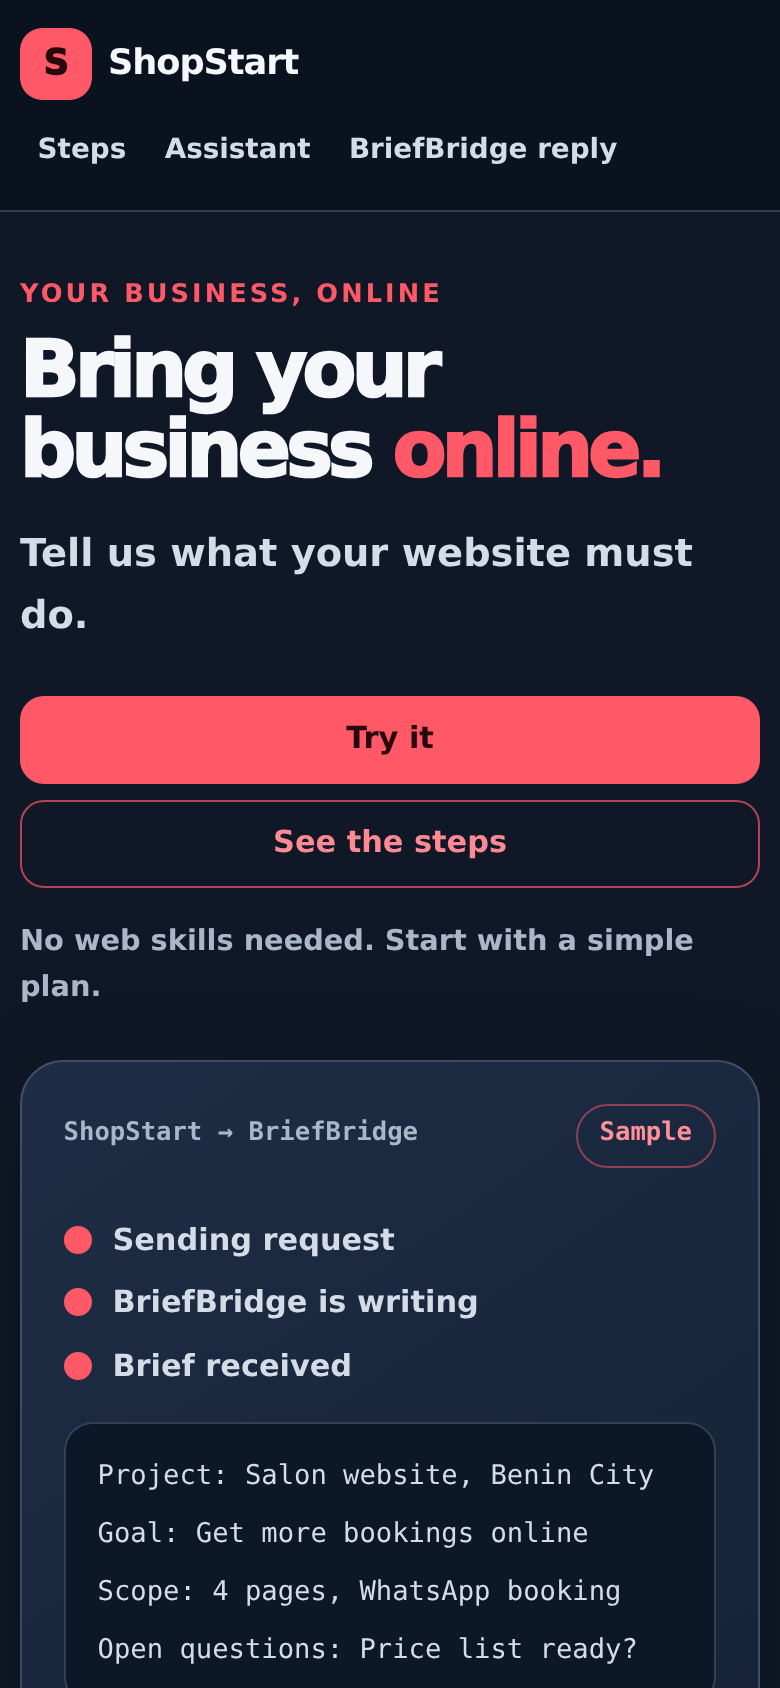 S ShopStart
Steps Assistant BriefBridge reply
YOUR BUSINESS, ONLINE
Bring your
business online.
Tell us what your website must
do.
Try it
See the steps
No web skills needed. Start with a simple
plan.
ShopStart → BriefBridge Sample
Sending request
BriefBridge is writing
Brief received
Project: Salon website, Benin City
Goal: Get more bookings online
Scope: 4 pages, WhatsApp booking
Open questions: Price list ready?